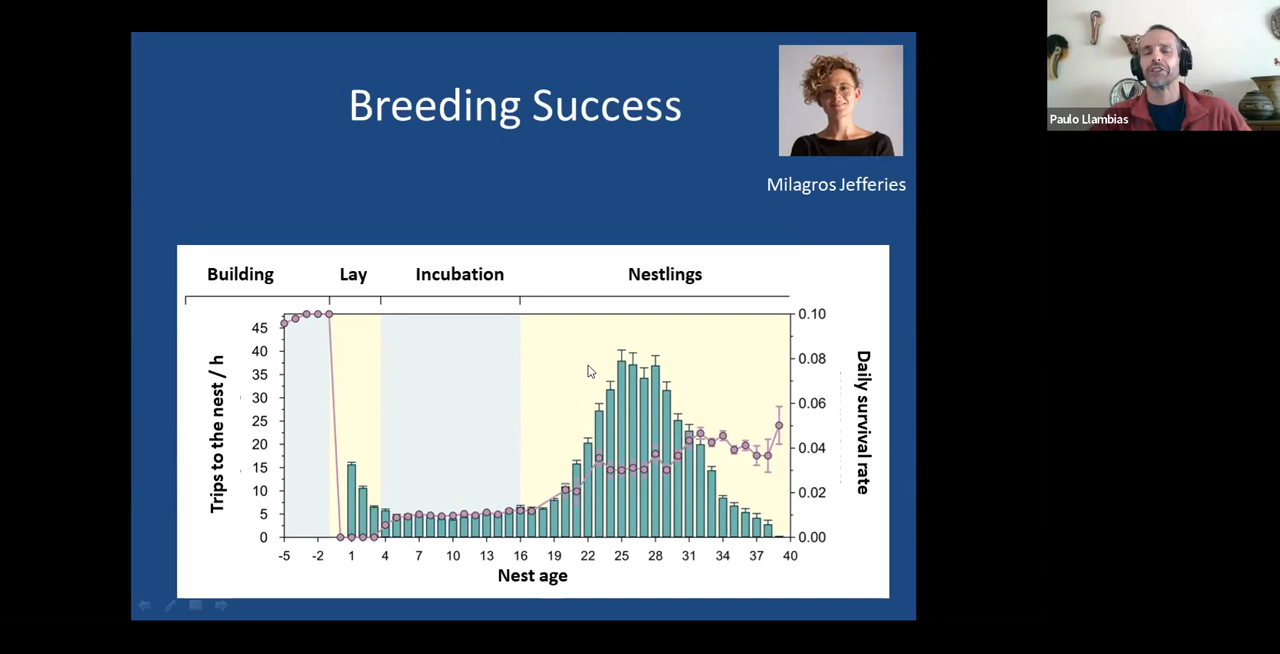 Breeding Success
Paulo Llambias
Milagros Jefferies
Building Lay Incubation Nestlings
Trips to the nest / h
45
40
35
30
25
20
15
10
5
0
0.10
0.08
0.06
0.04
0.02
0.00
Daily survival rate
-5 -2 1 4 7 10 13 16 19 22 25 28 31 34 37 40
Nest age